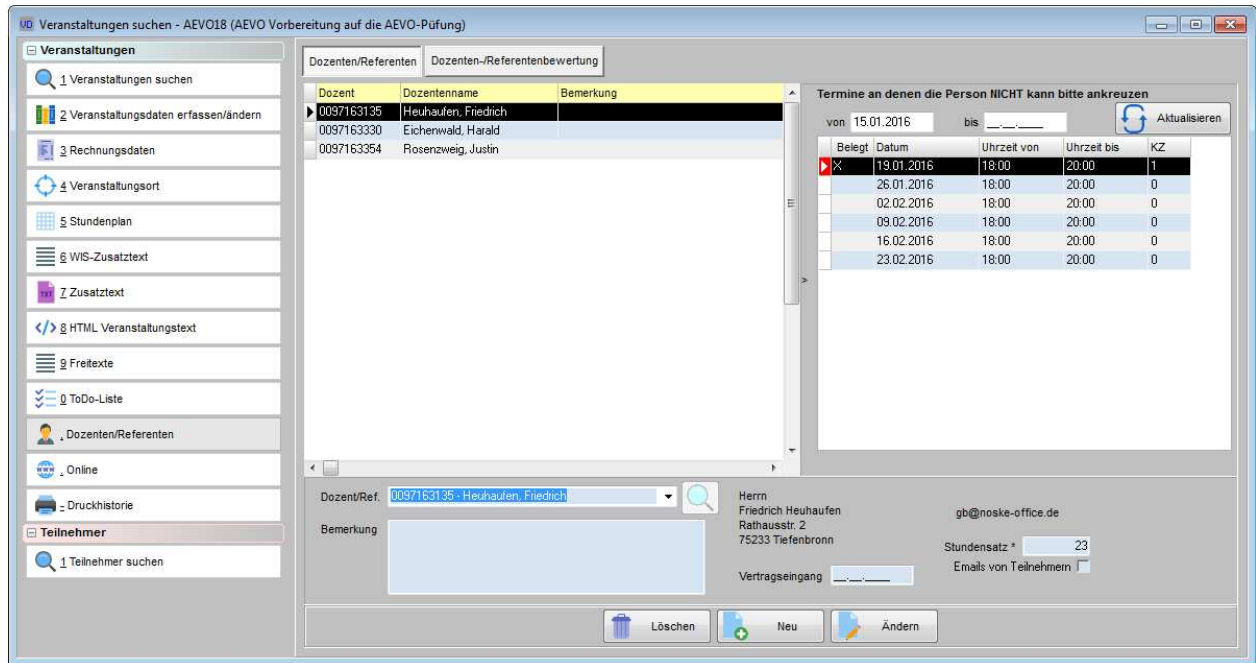 Veranstaltungen suchen - AEVO18 (AEVO Vorbereitung auf die AEVO-Püfung)
Veranstaltungen
1 Veranstaltungen suchen
2 Veranstaltungsdaten erfassen/ändern
3 Rechnungsdaten
4 Veranstaltungsort
5 Stundenplan
6 WIS-Zusatztext
7 Zusatztext
8 HTML Veranstaltungstext
9 Freitexte
0 ToDo-Liste
, Dozenten/Referenten
. Online
- Druckhistorie
Teilnehmer
1 Teilnehmer suchen
Dozenten/Referenten Dozenten-/Referentenbewertung
Dozent Dozentenname Bemerkung
0097163135 Heuhaufen, Friedrich
0097163330 Eichenwald, Harald
0097163354 Rosenzweig, Justin
Termine an denen die Person NICHT kann bitte ankreuzen
von 15.01.2016 bis __.__.____ Aktualisieren
Belegt Datum Uhrzeit von Uhrzeit bis KZ
X 19.01.2016 18:00 20:00 1
26.01.2016 18:00 20:00 0
02.02.2016 18:00 20:00 0
09.02.2016 18:00 20:00 0
16.02.2016 18:00 20:00 0
23.02.2016 18:00 20:00 0
Dozent/Ref. 0097163135 - Heuhaufen, Friedrich
Bemerkung
Herrn
Friedrich Heuhaufen
Rathausstr. 2
75233 Tiefenbronn
Vertragseingang __.__.____
gb@noske-office.de
Stundensatz * 23
Emails von Teilnehmern
Löschen Neu Ändern